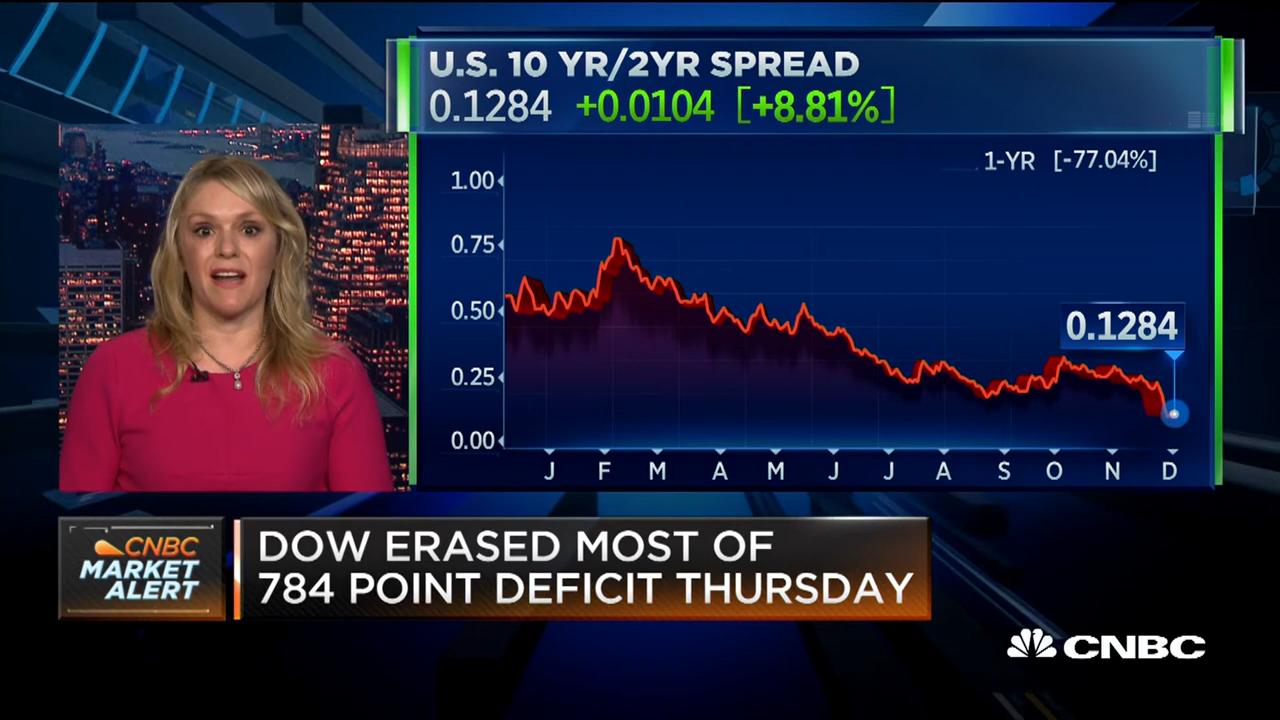 U.S. 10 YR/2YR SPREAD
0.1284 +0.0104 [+8.81%]
1-YR [-77.04%]
1.00
0.75
0.50
0.25
0.00
0.1284
J F M A M J J A S O N D
CNBC
MARKET
ALERT
DOW ERASED MOST OF
784 POINT DEFICIT THURSDAY
CNBC